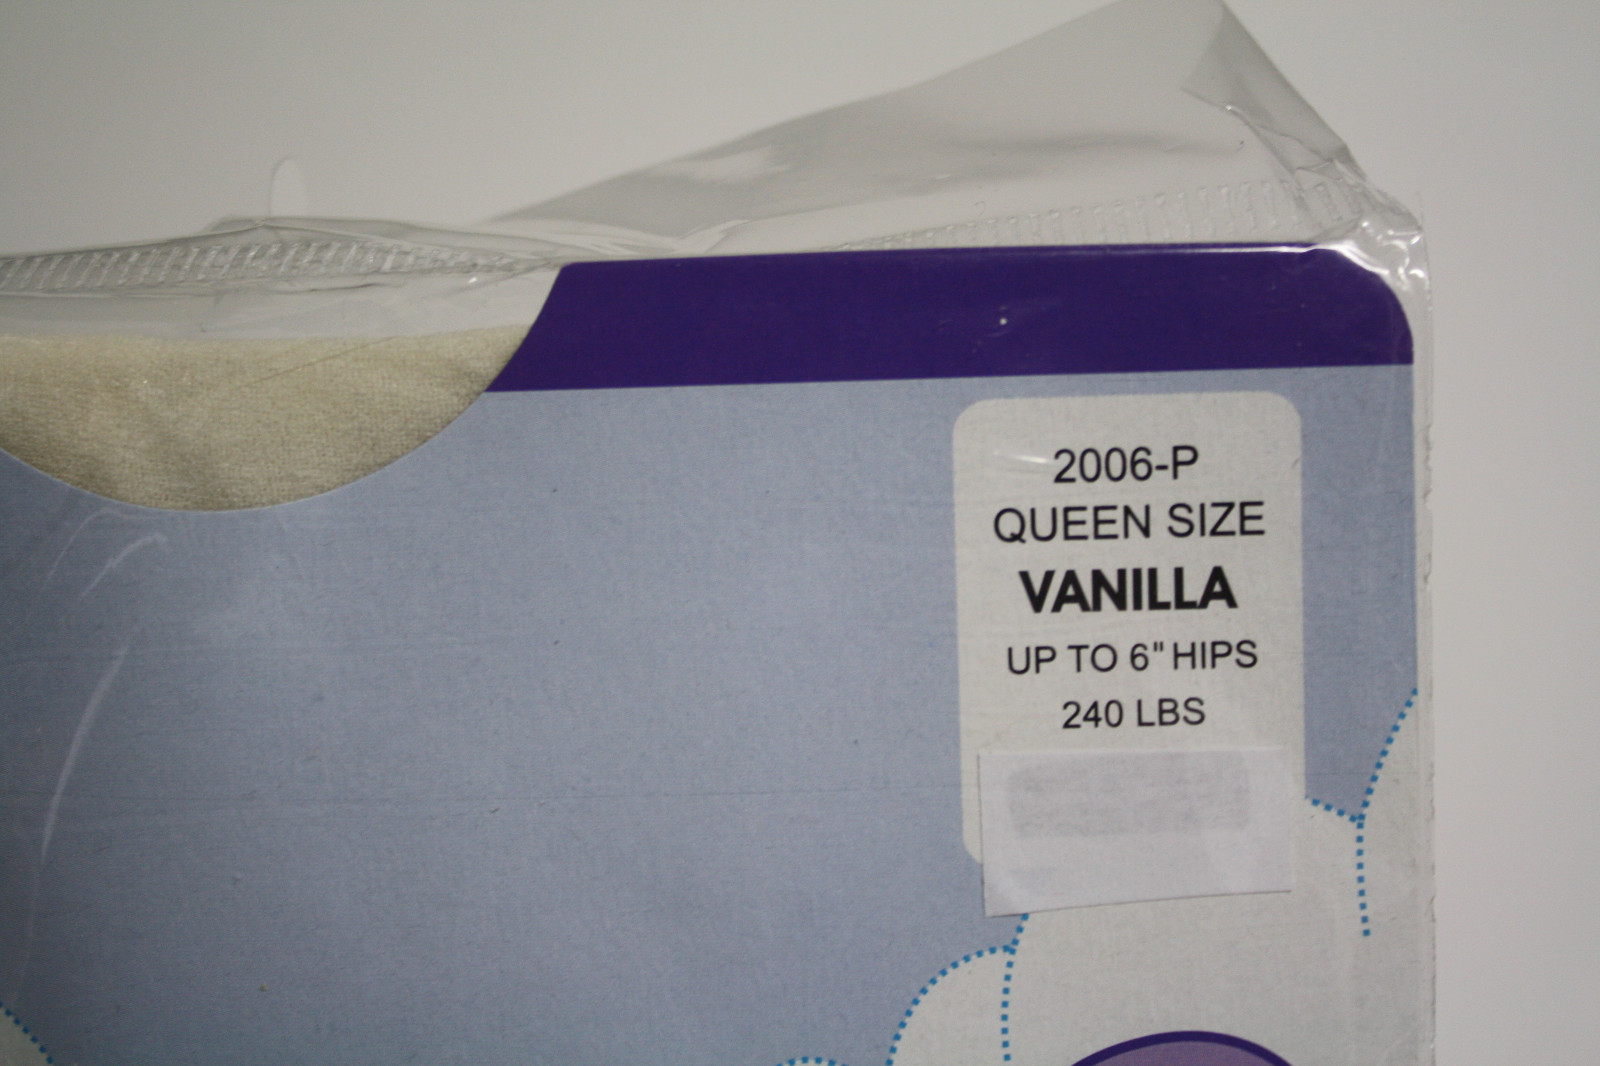 2006-P
QUEEN SIZE
VANILLA
UP TO 6" HIPS
240 LBS